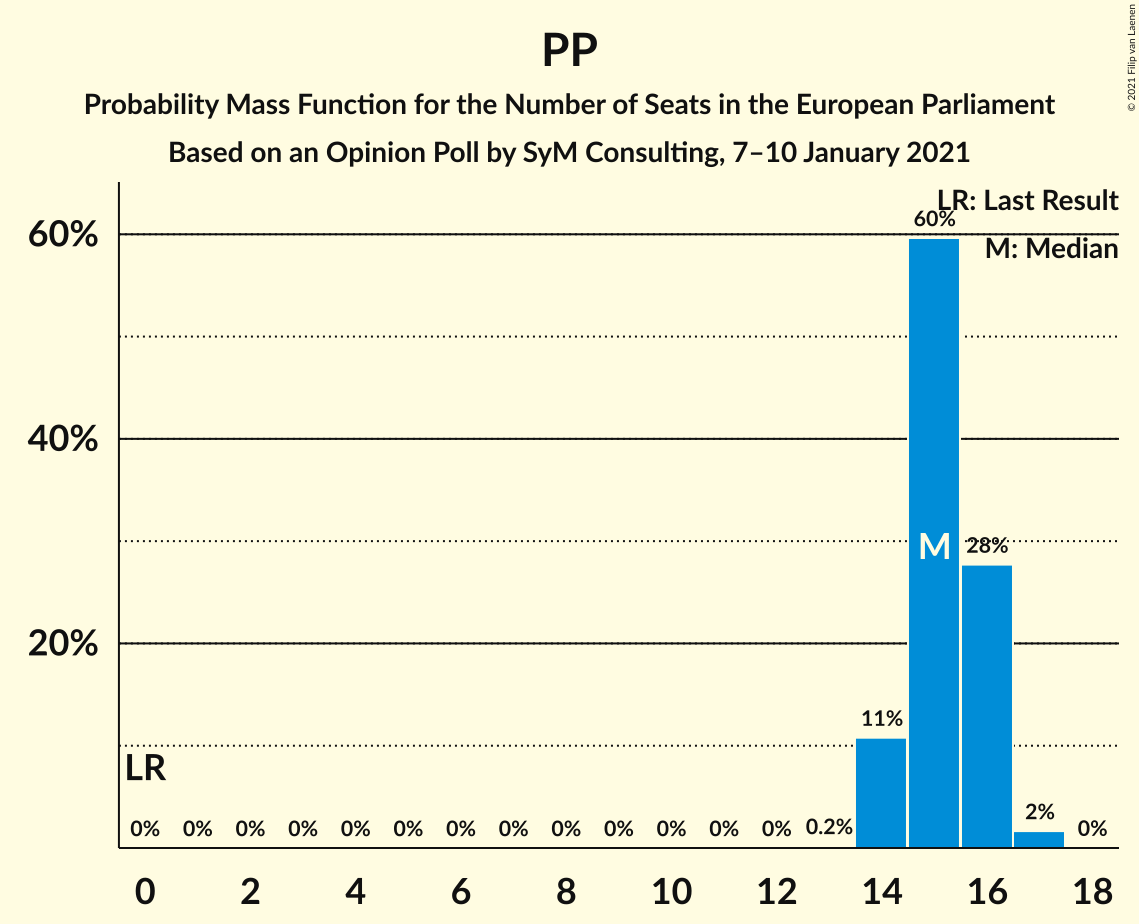 PP
Probability Mass Function for the Number of Seats in the European Parliament
Based on an Opinion Poll by SyM Consulting, 7–10 January 2021
© 2021 Filip van Laenen
LR: Last Result
M: Median
60%
40%
20%
60%
M
28%
11%
LR
0% 0% 0% 0% 0% 0% 0% 0% 0% 0% 0% 0% 0% 0.2% 2% 0%
0 2 4 6 8 10 12 14 16 18